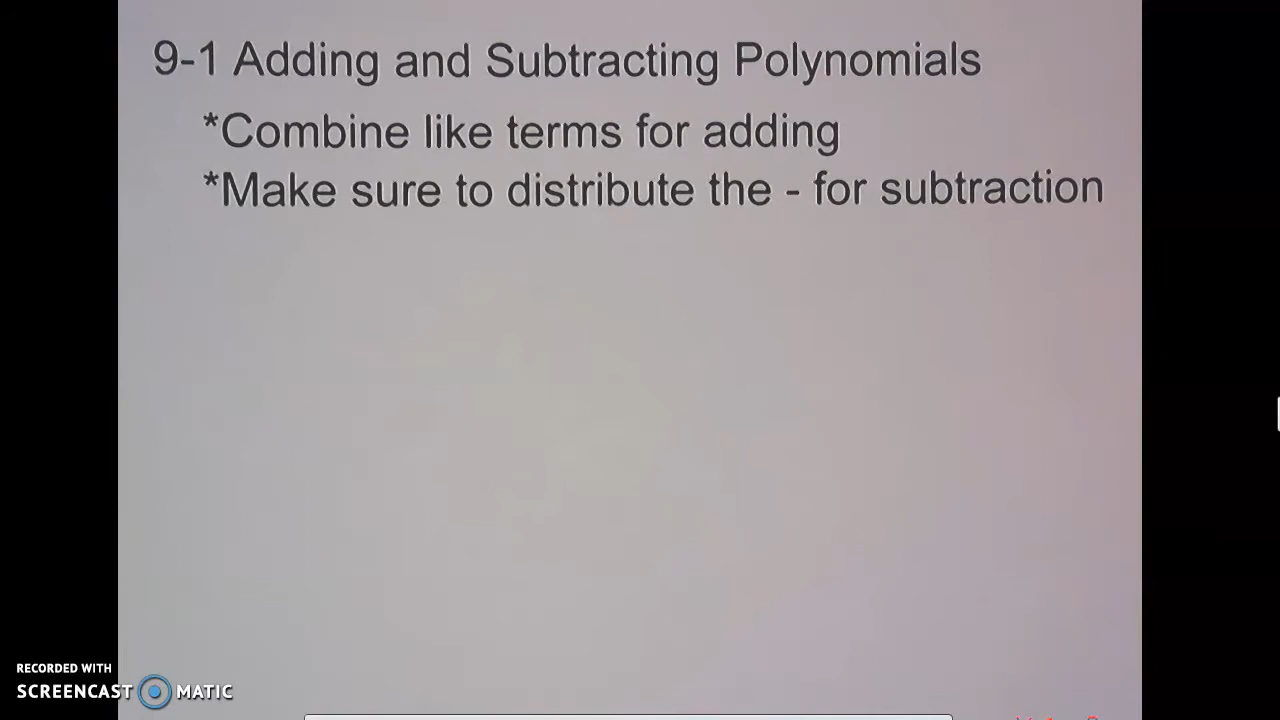 9-1 Adding and Subtracting Polynomials
*Combine like terms for adding
*Make sure to distribute the - for subtraction
RECORDED WITH
SCREENCAST MATIC